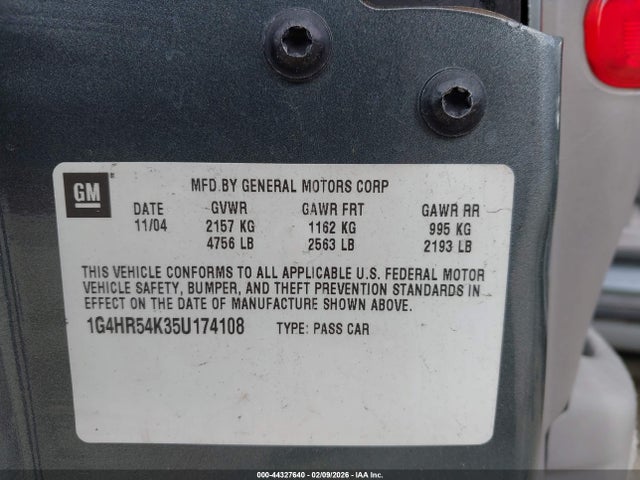 GM
MFD.BY GENERAL MOTORS CORP
DATE GVWR GAWR FRT GAWR RR
11/04 2157 KG 1162 KG 995 KG
4756 LB 2563 LB 2193 LB
THIS VEHICLE CONFORMS TO ALL APPLICABLE U.S. FEDERAL MOTOR
VEHICLE SAFETY, BUMPER, AND THEFT PREVENTION STANDARDS IN
EFFECT ON THE DATE OF MANUFACTURE SHOWN ABOVE.
1G4HR54K35U174108 TYPE: PASS CAR
000-44327640 - 02/09/2026 - IAA Inc.